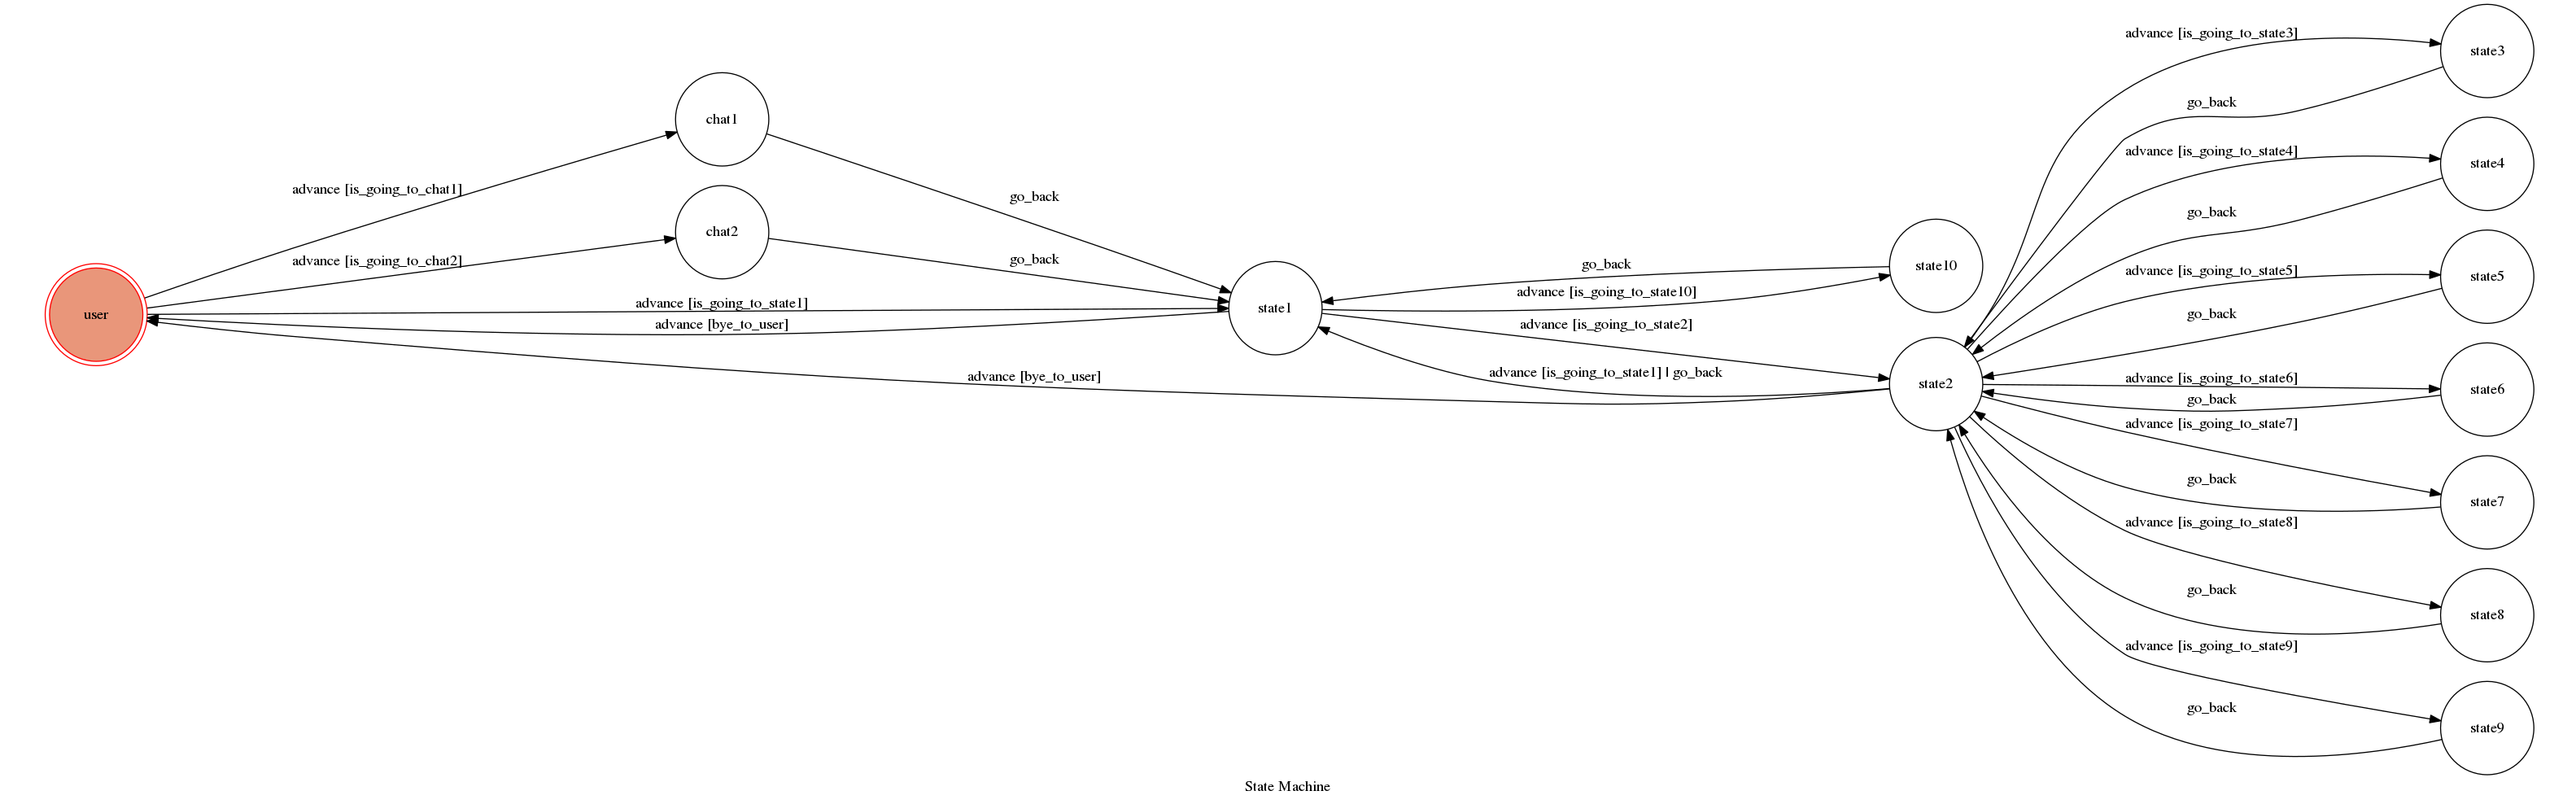 advance [is_going_to_state3]
state3
go_back
chat1
advance [is_going_to_state4]
state4
advance [is_going_to_chat1]
go_back
go_back
chat2
advance [is_going_to_chat2]
go_back
go_back
state10
advance [is_going_to_state5]
state5
advance [is_going_to_state10]
advance [is_going_to_state1]
state1
user
go_back
advance [bye_to_user]
advance [is_going_to_state2]
advance [is_going_to_state1] | go_back
advance [bye_to_user]
state2
advance [is_going_to_state6]
state6
go_back
advance [is_going_to_state7]
go_back
state7
advance [is_going_to_state8]
go_back
state8
advance [is_going_to_state9]
go_back
state9
State Machine